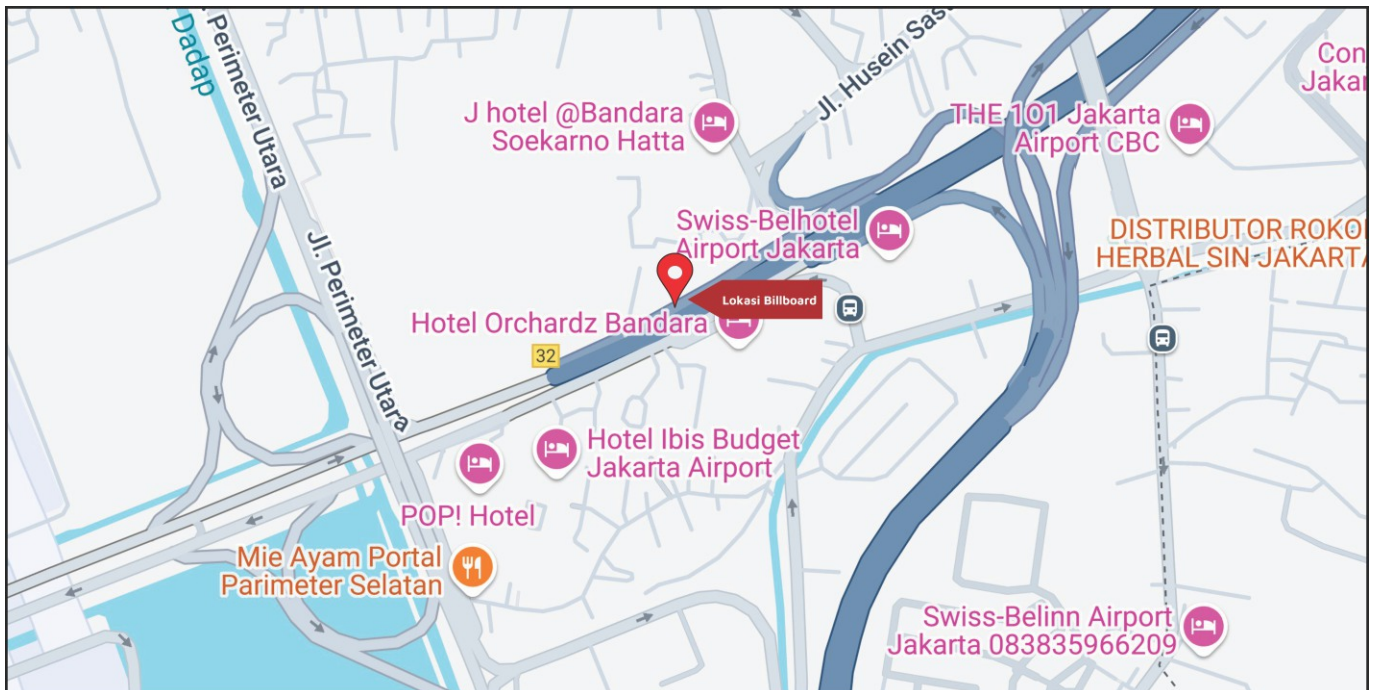 Dadap
Jl. Perimeter Utara
Jl. Husein Sas
Con
Jakar
J hotel @Bandara
Soekarno Hatta
THE 101 Jakarta
Airport CBC
Swiss-Belhotel
Airport Jakarta
DISTRIBUTOR ROKO
HERBAL SIN JAKARTA
Jl. Perimeter Utara
Lokasi Billboard
Hotel Orchardz Bandara
32
Hotel Ibis Budget
Jakarta Airport
POP! Hotel
Mie Ayam Portal
Parimeter Selatan
Swiss-Belinn Airport
Jakarta 083835966209